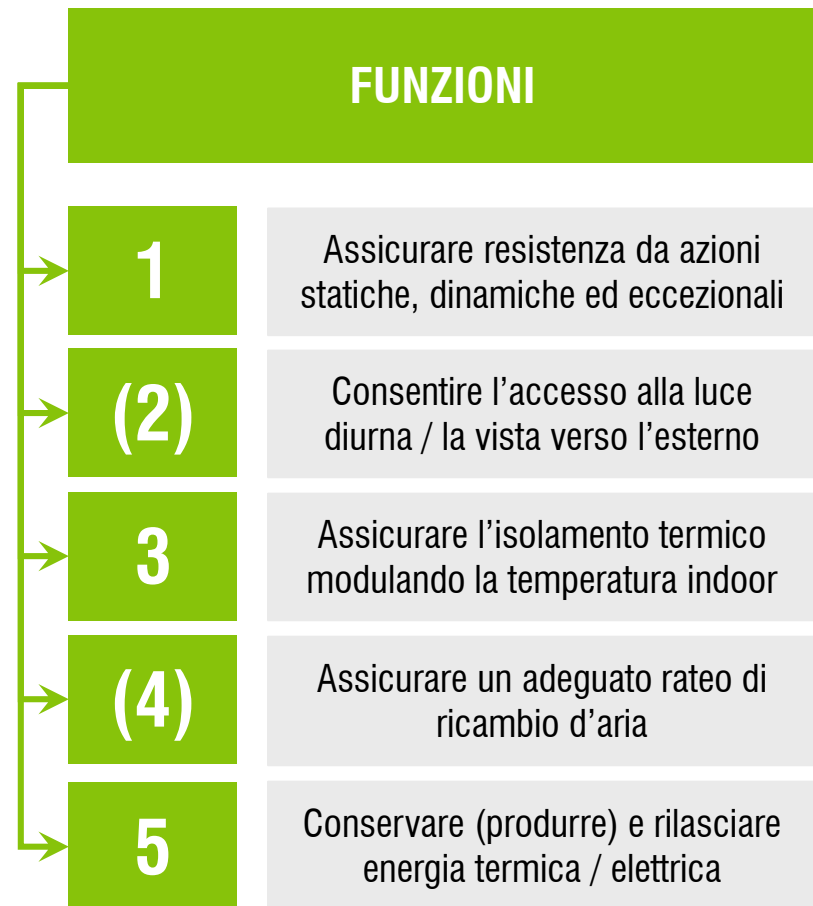 FUNZIONI
1
Assicurare resistenza da azioni
statiche, dinamiche ed eccezionali
(2)
Consentire l’accesso alla luce
diurna / la vista verso l’esterno
3
Assicurare l’isolamento termico
modulando la temperatura indoor
(4)
Assicurare un adeguato rateo di
ricambio d’aria
5
Conservare (produrre) e rilasciare
energia termica / elettrica